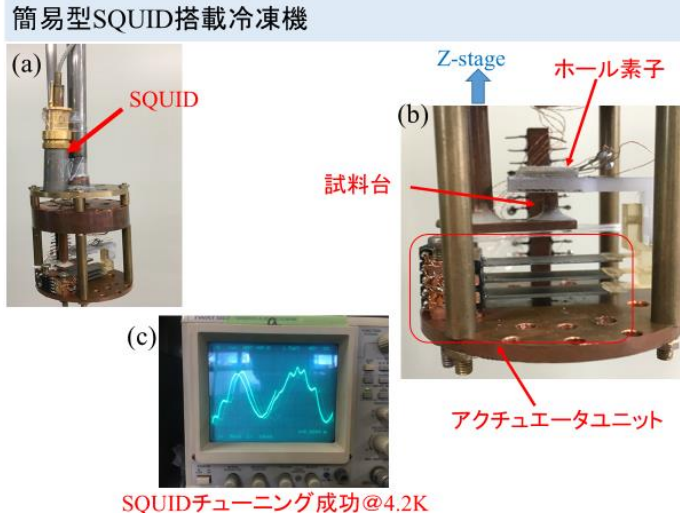 簡易型SQUID搭載冷凍機
(a)
SQUID
Z-stage
ホール素子
(b)
試料台
(c)
アクチュエータユニット
SQUIDチューニング成功@4.2K